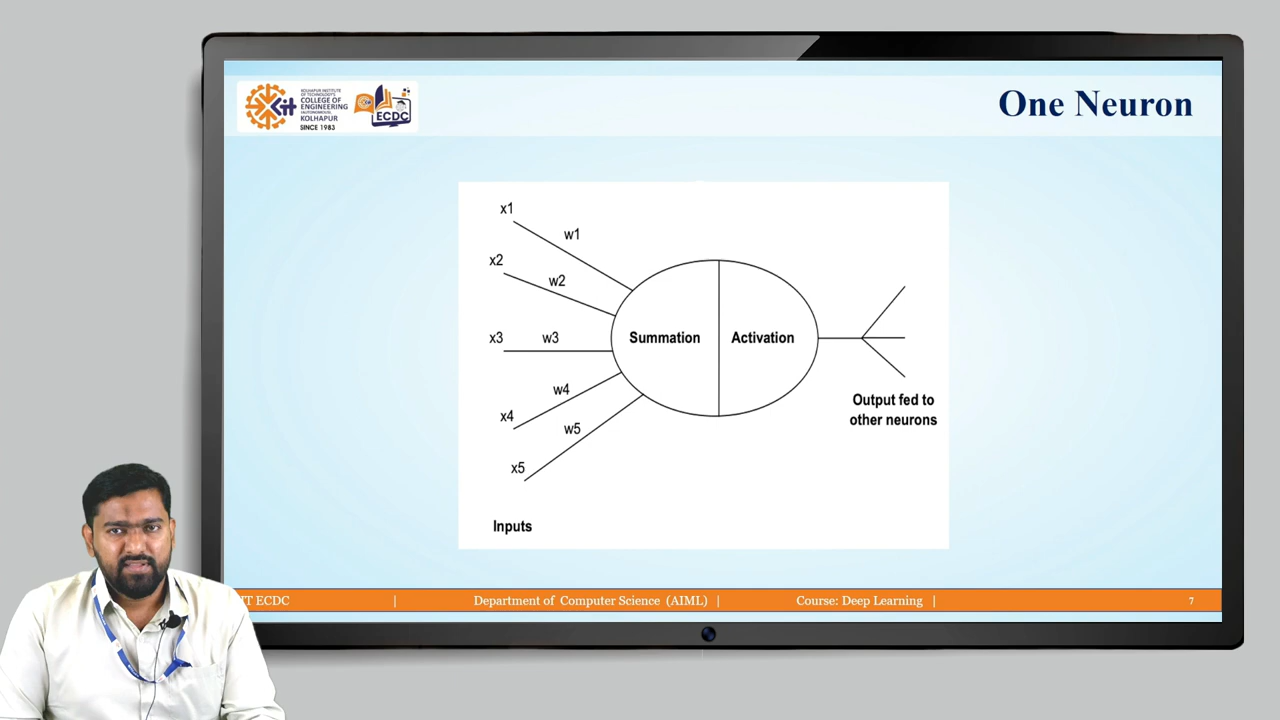 KOLHAPUR INSTITUTE
OF TECHNOLOGY'S
COLLEGE OF
ENGINEERING
(AUTONOMOUS),
KOLHAPUR
SINCE 1983
Kit
ECDC
One Neuron
x1
w1
x2
w2
x3
w3
Summation
Activation
w4
x4
w5
x5
Output fed to
other neurons
Inputs
IT ECDC | Department of Computer Science (AIML) | Course: Deep Learning | 7